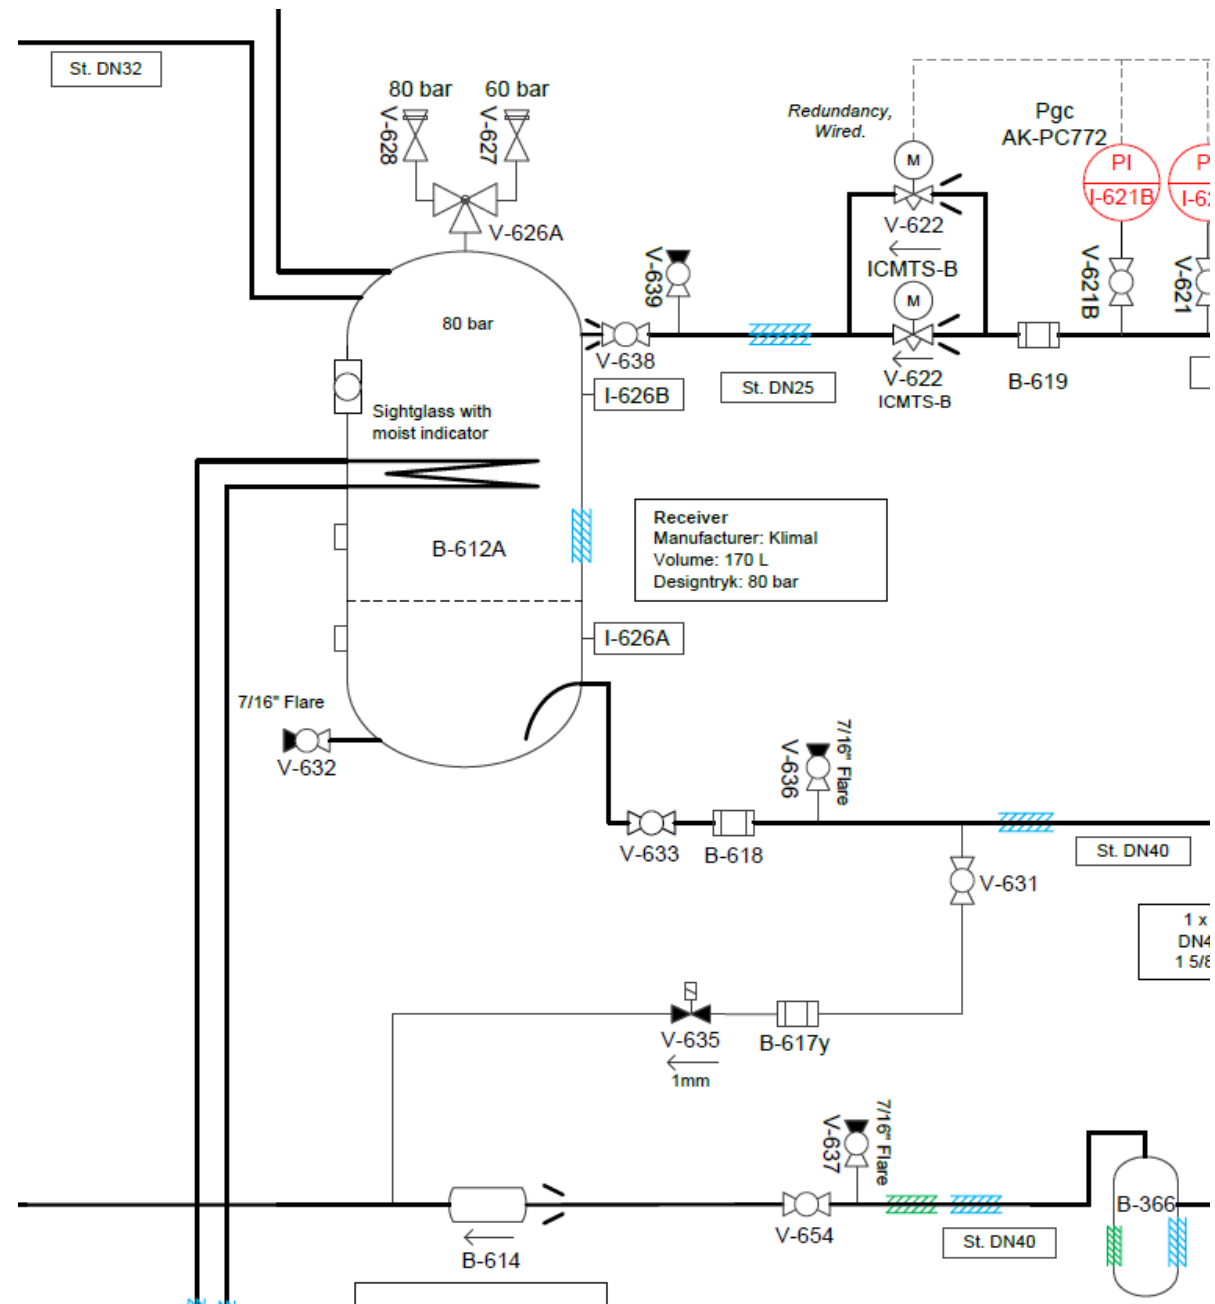 St. DN32
80 bar
60 bar
V-628
V-627
V-626A
80 bar
Redundancy,
Wired.
Pgc
AK-PC772
M
PI
I-621B
V-622
ICMTS-B
M
V-639
V-621B
V-621
V-638
V-622
ICMTS-B
B-619
St. DN25
I-626B
Sightglass with
moist indicator
B-612A
Receiver
Manufacturer: Klimal
Volume: 170 L
Designtryk: 80 bar
I-626A
7/16" Flare
V-632
V-636
7/16" Flare
V-633
B-618
St. DN40
V-631
1 x
V-635
B-617y
1mm
V-637
7/16" Flare
B-366
V-654
St. DN40
B-614